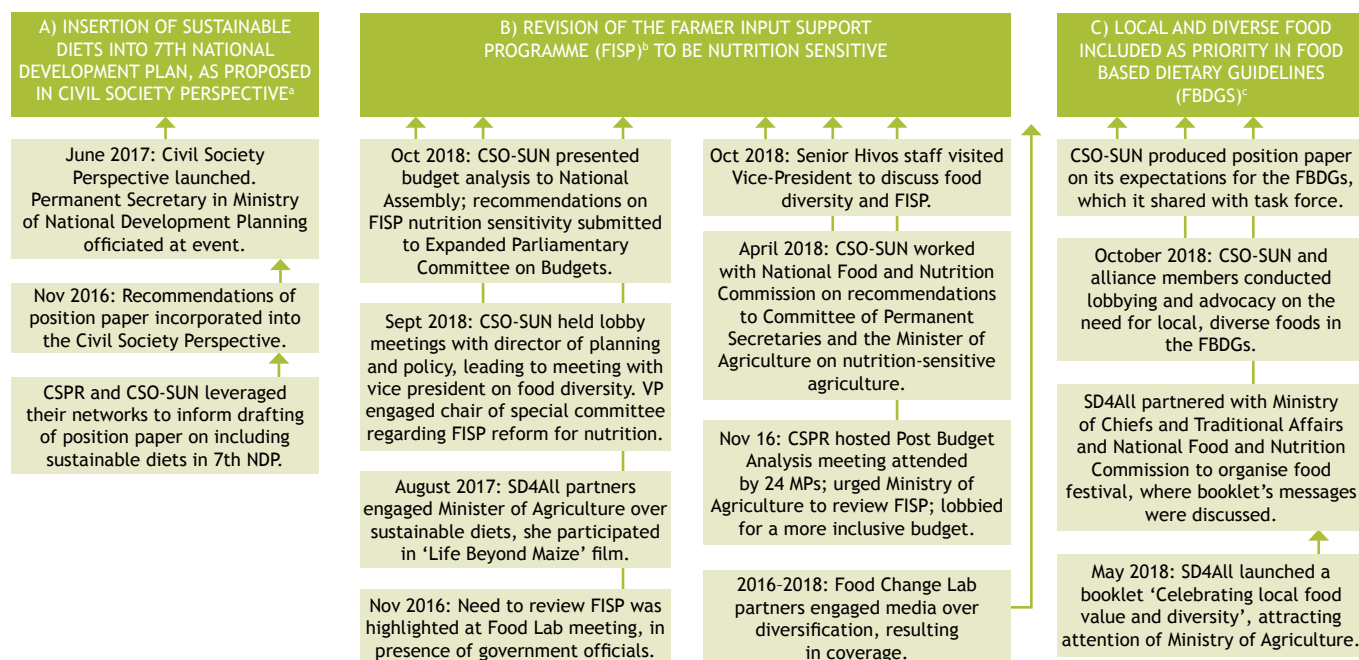 A) INSERTION OF SUSTAINABLE
DIETS INTO 7TH NATIONAL
DEVELOPMENT PLAN, AS PROPOSED
IN CIVIL SOCIETY PERSPECTIVEᵃ
June 2017: Civil Society
Perspective launched.
Permanent Secretary in Ministry
of National Development Planning
officiated at event.
Nov 2016: Recommendations of
position paper incorporated into
the Civil Society Perspective.
CSPR and CSO-SUN leveraged
their networks to inform drafting
of position paper on including
sustainable diets in 7th NDP.
B) REVISION OF THE FARMER INPUT SUPPORT
PROGRAMME (FISP)ᵇ TO BE NUTRITION SENSITIVE
Oct 2018: CSO-SUN presented
budget analysis to National
Assembly; recommendations on
FISP nutrition sensitivity submitted
to Expanded Parliamentary
Committee on Budgets.
Sept 2018: CSO-SUN held lobby
meetings with director of planning
and policy, leading to meeting with
vice president on food diversity. VP
engaged chair of special committee
regarding FISP reform for nutrition.
August 2017: SD4All partners
engaged Minister of Agriculture over
sustainable diets, she participated
in ‘Life Beyond Maize’ film.
Nov 2016: Need to review FISP was
highlighted at Food Lab meeting, in
presence of government officials.
Oct 2018: Senior Hivos staff visited
Vice-President to discuss food
diversity and FISP.
April 2018: CSO-SUN worked
with National Food and Nutrition
Commission on recommendations
to Committee of Permanent
Secretaries and the Minister of
Agriculture on nutrition-sensitive
agriculture.
Nov 16: CSPR hosted Post Budget
Analysis meeting attended
by 24 MPs; urged Ministry of
Agriculture to review FISP; lobbied
for a more inclusive budget.
2016–2018: Food Change Lab
partners engaged media over
diversification, resulting
in coverage.
C) LOCAL AND DIVERSE FOOD
INCLUDED AS PRIORITY IN FOOD
BASED DIETARY GUIDELINES
(FBDGS)ᶜ
CSO-SUN produced position paper
on its expectations for the FBDGs,
which it shared with task force.
October 2018: CSO-SUN and
alliance members conducted
lobbying and advocacy on the
need for local, diverse foods in
the FBDGs.
SD4All partnered with Ministry
of Chiefs and Traditional Affairs
and National Food and Nutrition
Commission to organise food
festival, where booklet’s messages
were discussed.
May 2018: SD4All launched a
booklet ‘Celebrating local food
value and diversity’, attracting
attention of Ministry of Agriculture.